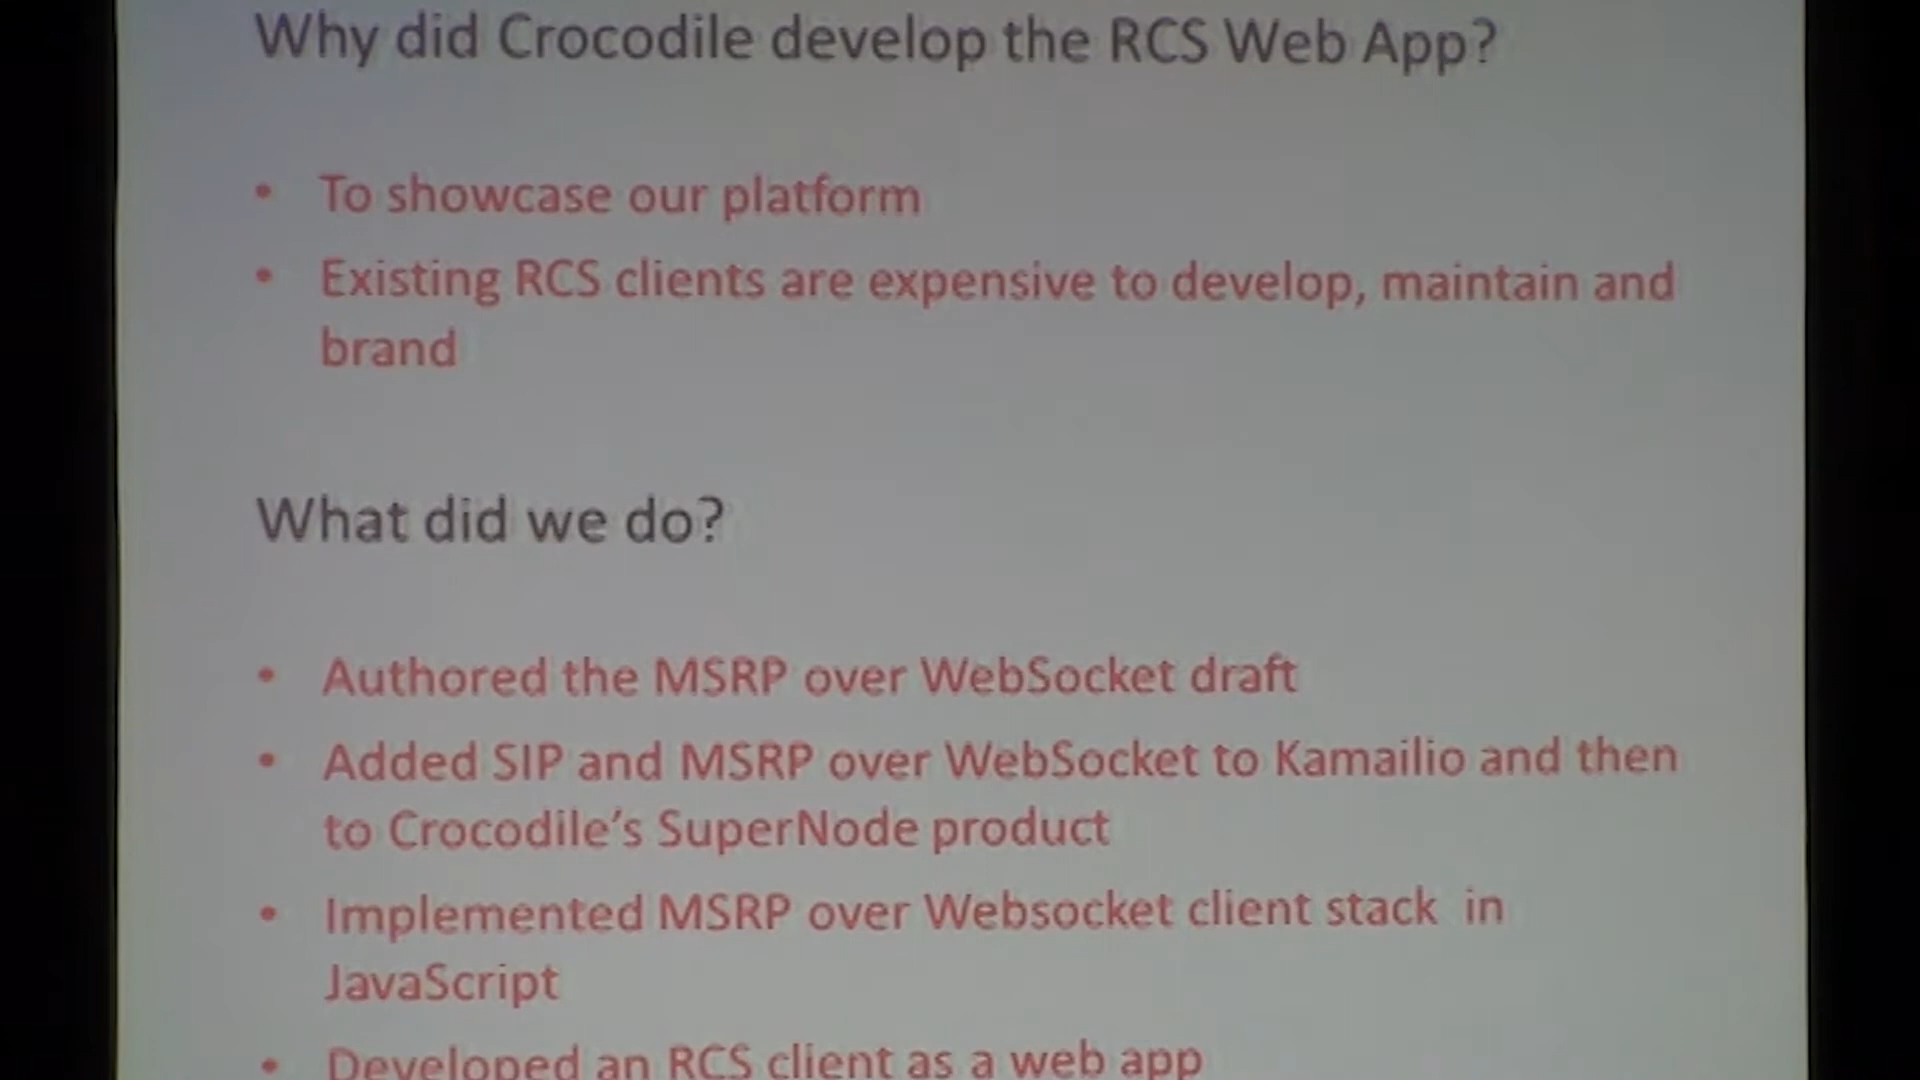 Why did Crocodile develop the RCS Web App?
• To showcase our platform
• Existing RCS clients are expensive to develop, maintain and
brand
What did we do?
• Authored the MSRP over WebSocket draft
• Added SIP and MSRP over WebSocket to Kamailio and then
to Crocodile’s SuperNode product
• Implemented MSRP over Websocket client stack in
JavaScript
• Developed an RCS client as a web app